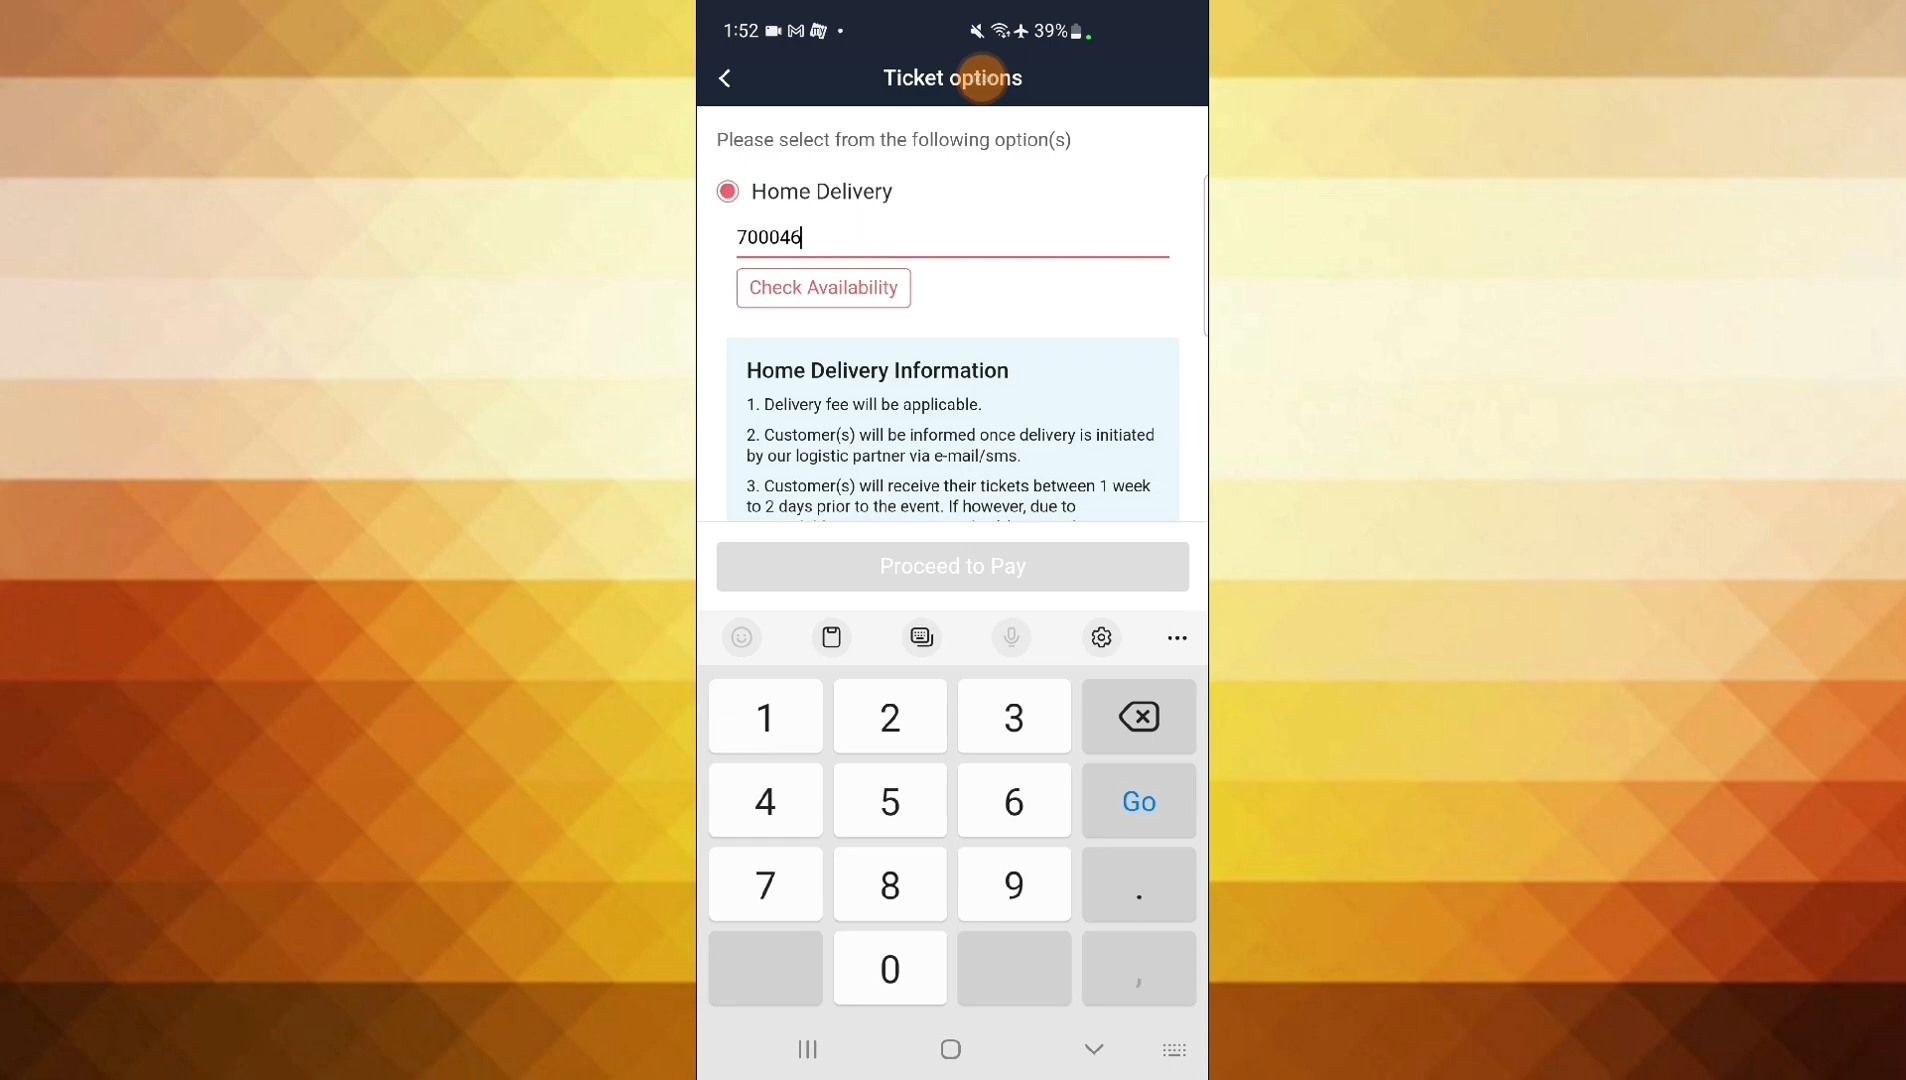 1:52
39%
Ticket options
Please select from the following option(s)
Home Delivery
700046
Check Availability
Home Delivery Information
1. Delivery fee will be applicable.
2. Customer(s) will be informed once delivery is initiated
by our logistic partner via e-mail/sms.
3. Customer(s) will receive their tickets between 1 week
to 2 days prior to the event. If however, due to
Proceed to Pay
1 2 3
4 5 6 Go
7 8 9 .
0 ,